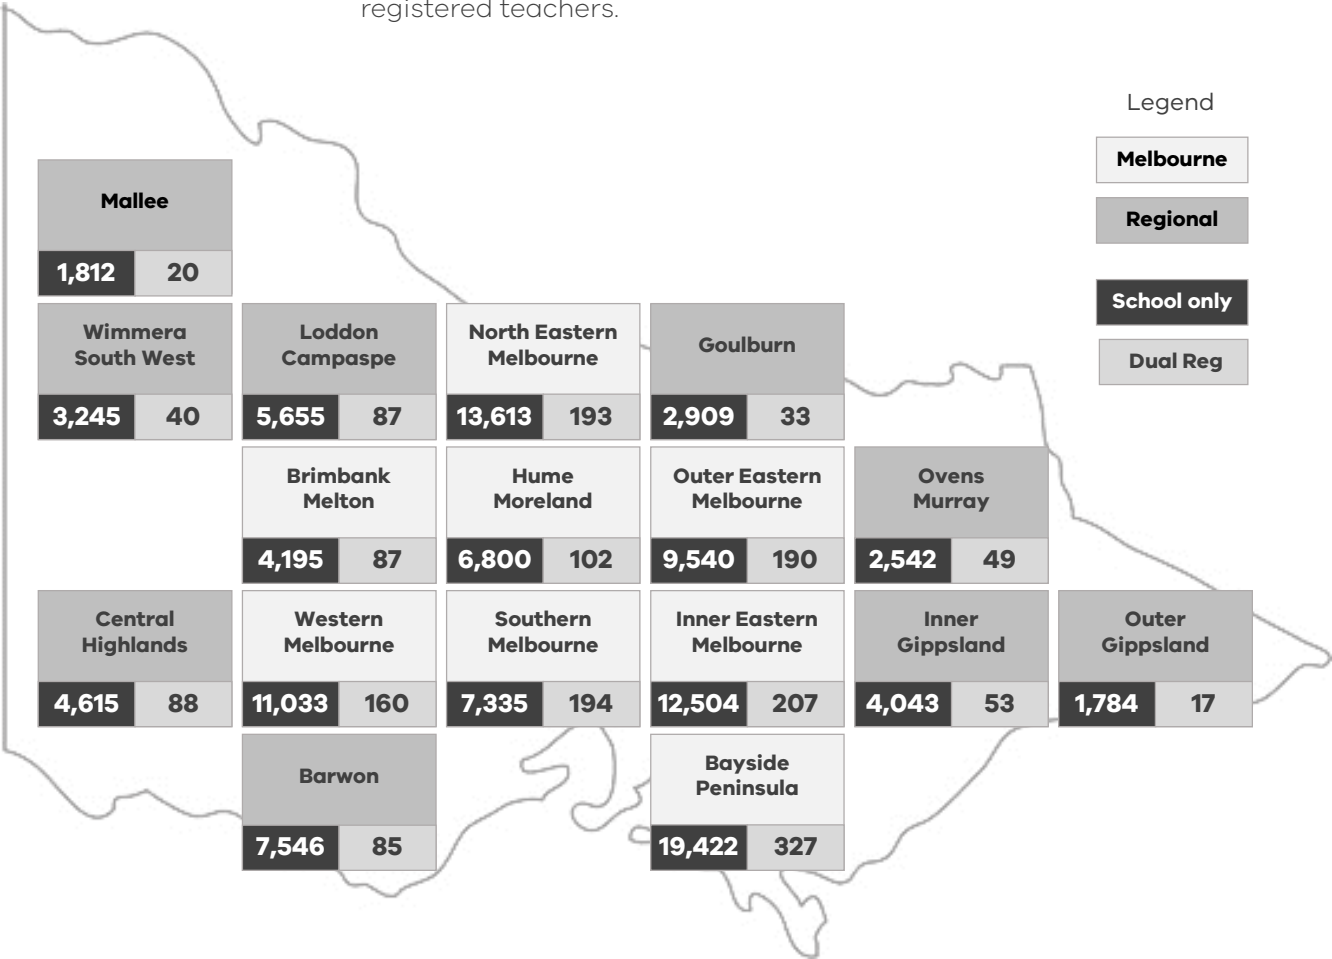 registered teachers.
Legend
Melbourne
Regional
School only
Dual Reg
Mallee
1,812 20
Wimmera
South West
3,245 40
Loddon
Campaspe
5,655 87
North Eastern
Melbourne
13,613 193
Goulburn
2,909 33
Brimbank
Melton
4,195 87
Hume
Moreland
6,800 102
Outer Eastern
Melbourne
9,540 190
Ovens
Murray
2,542 49
Central
Highlands
4,615 88
Western
Melbourne
11,033 160
Southern
Melbourne
7,335 194
Inner Eastern
Melbourne
12,504 207
Inner
Gippsland
4,043 53
Outer
Gippsland
1,784 17
Barwon
7,546 85
Bayside
Peninsula
19,422 327